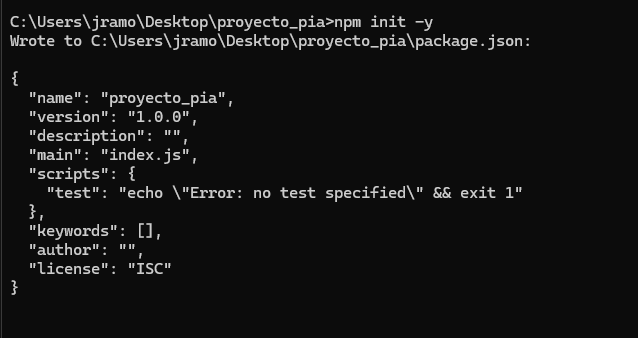 C:\Users\jramo\Desktop\proyecto_pia>npm init -y
Wrote to C:\Users\jramo\Desktop\proyecto_pia\package.json:

{
  "name": "proyecto_pia",
  "version": "1.0.0",
  "description": "",
  "main": "index.js",
  "scripts": {
    "test": "echo \"Error: no test specified\" && exit 1"
  },
  "keywords": [],
  "author": "",
  "license": "ISC"
}